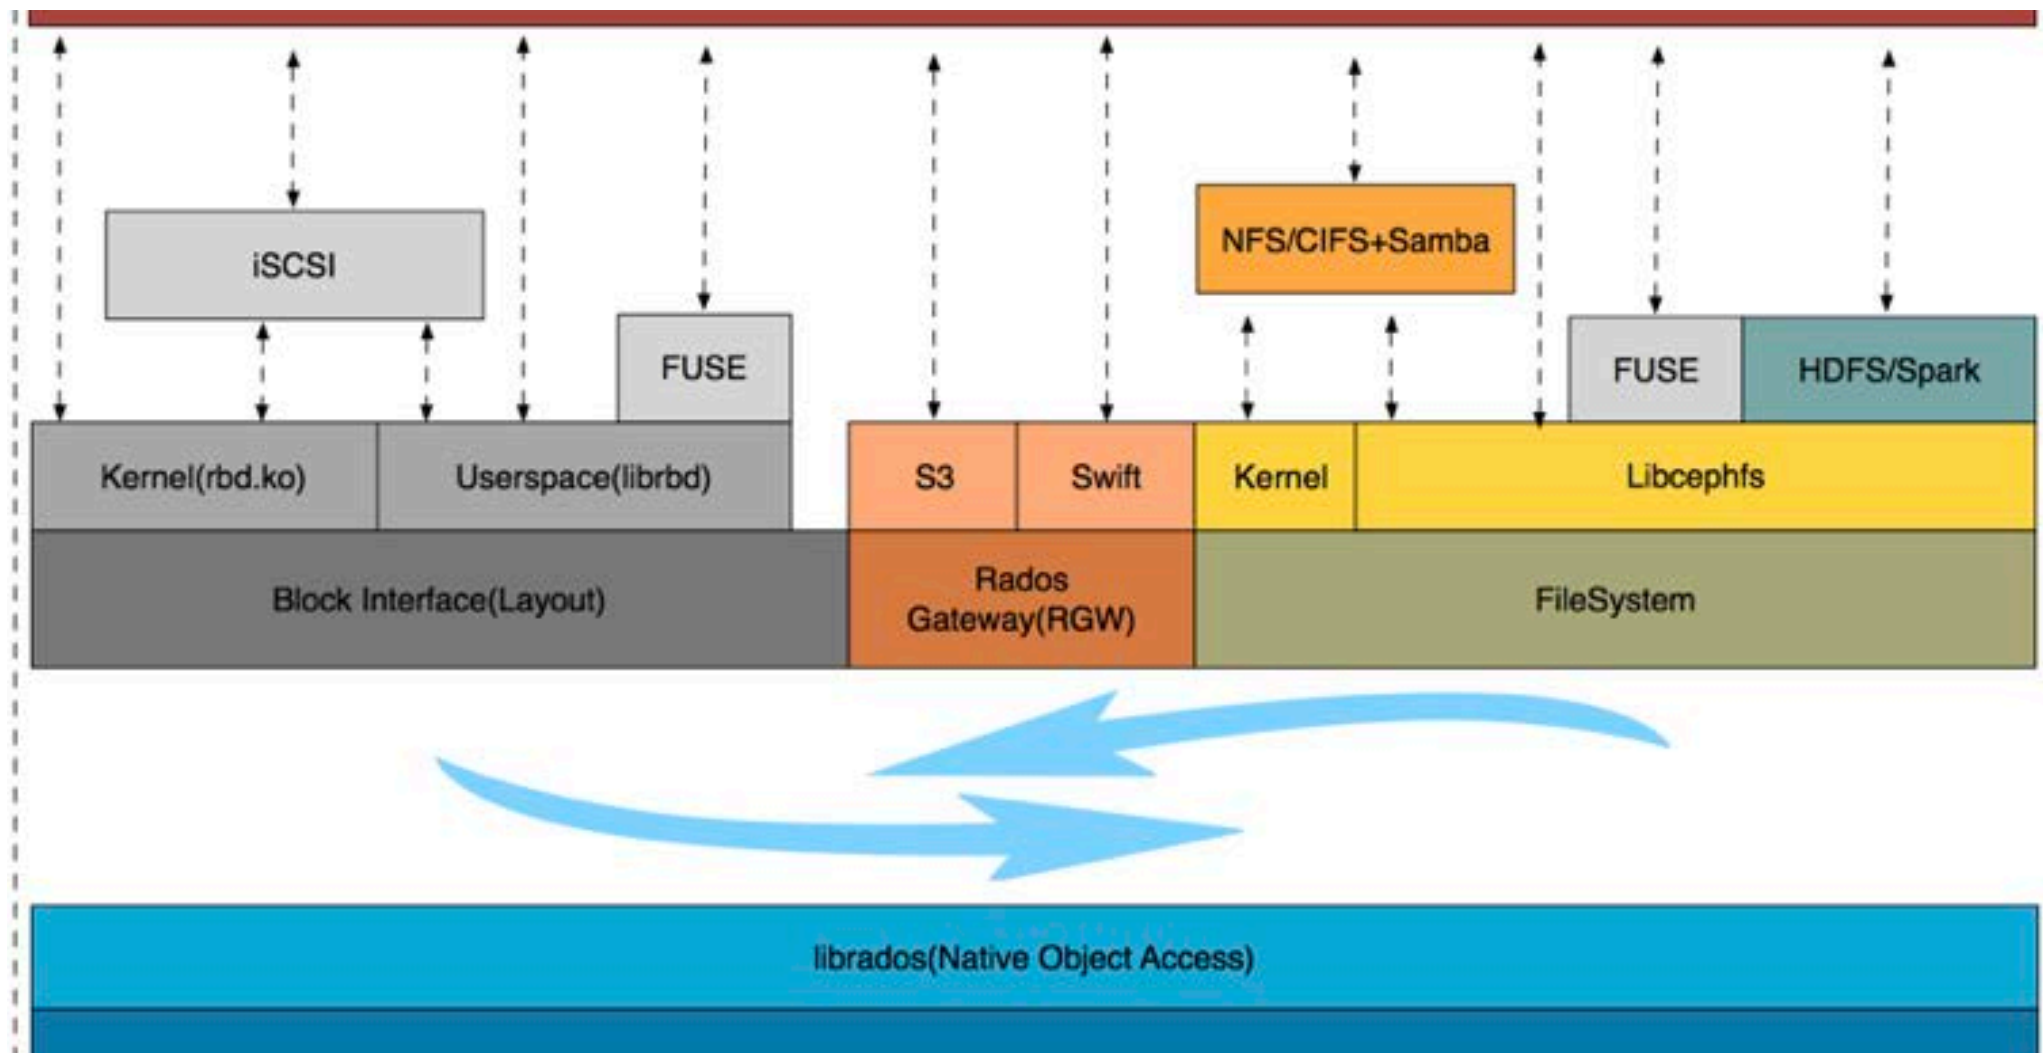 iSCSI
NFS/CIFS+Samba
FUSE
FUSE
HDFS/Spark
Kernel(rbd.ko)
Userspace(librbd)
S3
Swift
Kernel
Libcephfs
Block Interface(Layout)
Rados
Gateway(RGW)
FileSystem
librados(Native Object Access)